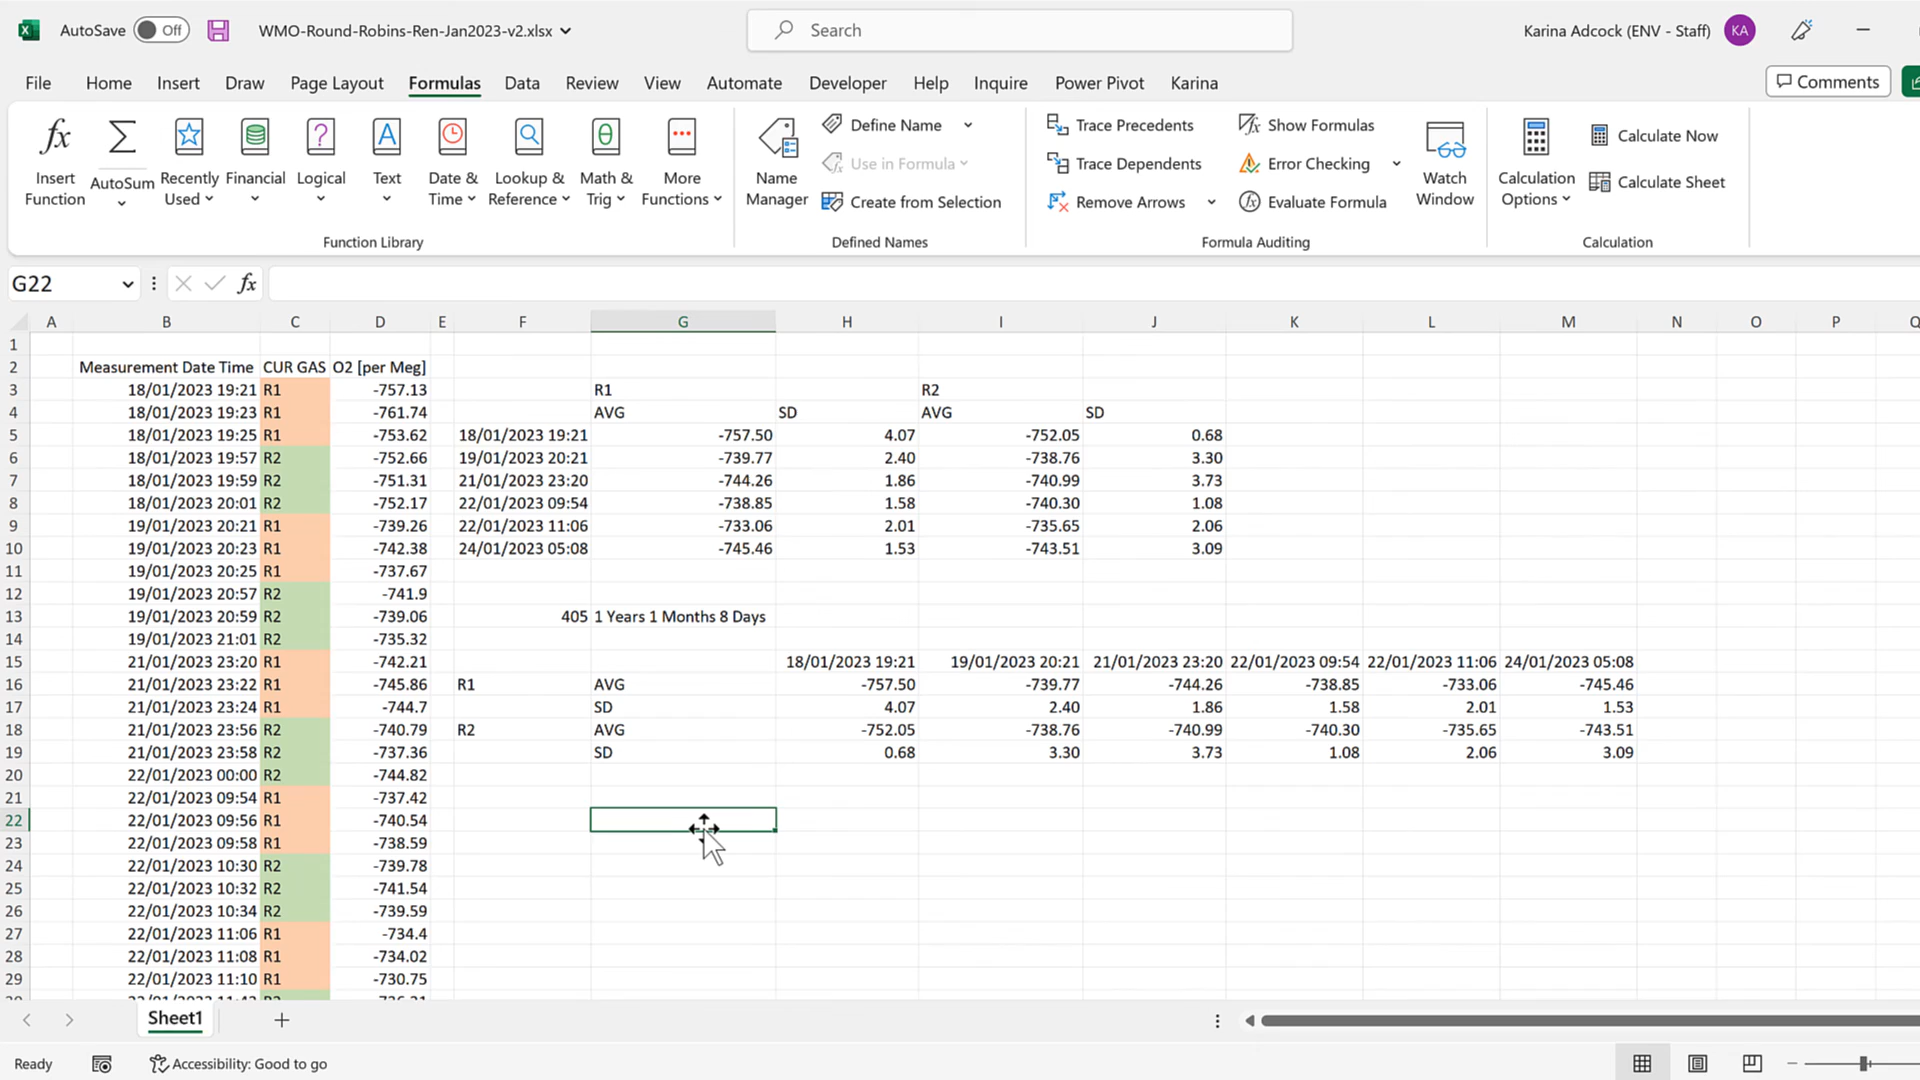 AutoSave Off WMO-Round-Robins-Ren-Jan2023-v2.xlsx Search Karina Adcock (ENV - Staff) KA
File Home Insert Draw Page Layout Formulas Data Review View Automate Developer Help Inquire Power Pivot Karina Comments
Insert Function AutoSum Recently Used Financial Logical Text Date & Time Lookup & Reference Math & Trig More Functions
Function Library
Name Manager Define Name Use in Formula Create from Selection
Defined Names
Trace Precedents Trace Dependents Remove Arrows Show Formulas Error Checking Evaluate Formula Watch Window
Formula Auditing
Calculation Options Calculate Now Calculate Sheet
Calculation
G22 fx
A B C D E F G H I J K L M N O P Q
1
2 Measurement Date Time CUR GAS O2 [per Meg]
3 18/01/2023 19:21 R1 -757.13 R1 R2
4 18/01/2023 19:23 R1 -761.74 AVG SD AVG SD
5 18/01/2023 19:25 R1 -753.62 18/01/2023 19:21 -757.50 4.07 -752.05 0.68
6 18/01/2023 19:57 R2 -752.66 19/01/2023 20:21 -739.77 2.40 -738.76 3.30
7 18/01/2023 19:59 R2 -751.31 21/01/2023 23:20 -744.26 1.86 -740.99 3.73
8 18/01/2023 20:01 R2 -752.17 22/01/2023 09:54 -738.85 1.58 -740.30 1.08
9 19/01/2023 20:21 R1 -739.26 22/01/2023 11:06 -733.06 2.01 -735.65 2.06
10 19/01/2023 20:23 R1 -742.38 24/01/2023 05:08 -745.46 1.53 -743.51 3.09
11 19/01/2023 20:25 R1 -737.67
12 19/01/2023 20:57 R2 -741.9
13 19/01/2023 20:59 R2 -739.06 405 1 Years 1 Months 8 Days
14 19/01/2023 21:01 R2 -735.32
15 21/01/2023 23:20 R1 -742.21 18/01/2023 19:21 19/01/2023 20:21 21/01/2023 23:20 22/01/2023 09:54 22/01/2023 11:06 24/01/2023 05:08
16 21/01/2023 23:22 R1 -745.86 R1 AVG -757.50 -739.77 -744.26 -738.85 -733.06 -745.46
17 21/01/2023 23:24 R1 -744.7 SD 4.07 2.40 1.86 1.58 2.01 1.53
18 21/01/2023 23:56 R2 -740.79 R2 AVG -752.05 -738.76 -740.99 -740.30 -735.65 -743.51
19 21/01/2023 23:58 R2 -737.36 SD 0.68 3.30 3.73 1.08 2.06 3.09
20 22/01/2023 00:00 R2 -744.82
21 22/01/2023 09:54 R1 -737.42
22 22/01/2023 09:56 R1 -740.54
23 22/01/2023 09:58 R1 -738.59
24 22/01/2023 10:30 R2 -739.78
25 22/01/2023 10:32 R2 -741.54
26 22/01/2023 10:34 R2 -739.59
27 22/01/2023 11:06 R1 -734.4
28 22/01/2023 11:08 R1 -734.02
29 22/01/2023 11:10 R1 -730.75
Sheet1
Ready Accessibility: Good to go